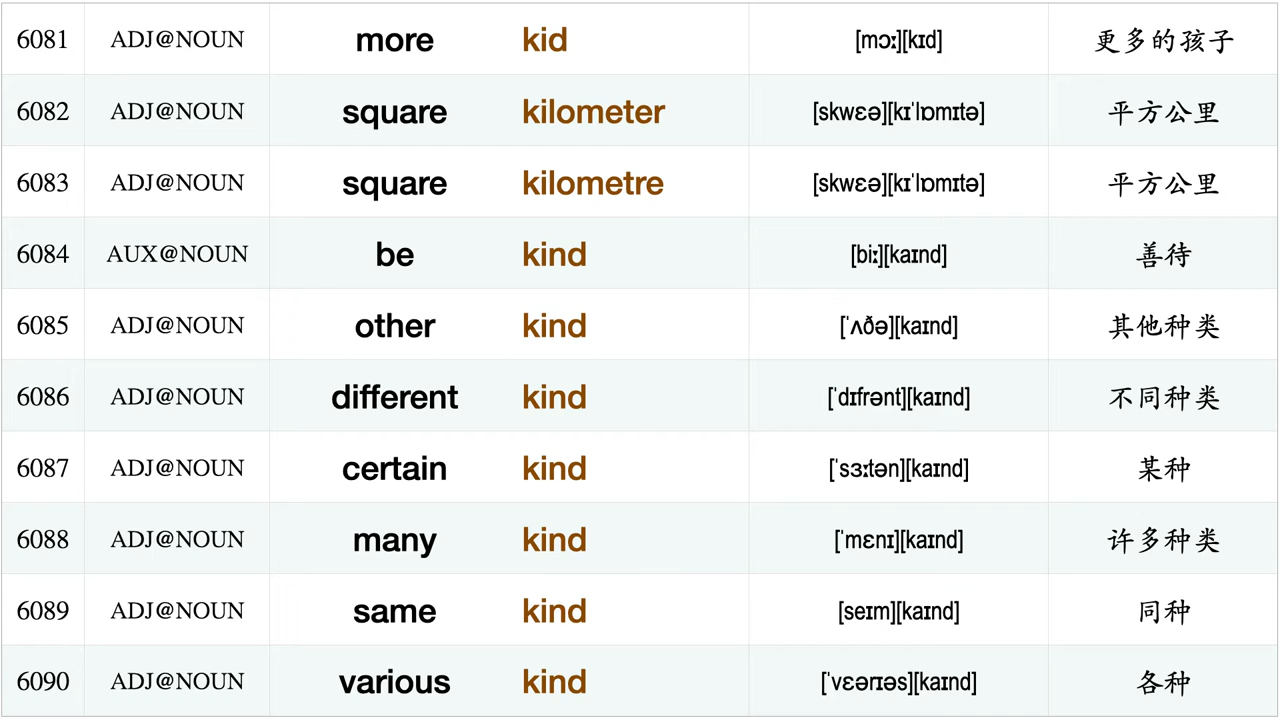 6081 ADJ@NOUN more kid [mɔː][kɪd] 更多的孩子
6082 ADJ@NOUN square kilometer [skwɛə][kɪˈlɒmɪtə] 平方公里
6083 ADJ@NOUN square kilometre [skwɛə][kɪˈlɒmɪtə] 平方公里
6084 AUX@NOUN be kind [biː][kaɪnd] 善待
6085 ADJ@NOUN other kind [ˈʌðə][kaɪnd] 其他种类
6086 ADJ@NOUN different kind [ˈdɪfrənt][kaɪnd] 不同种类
6087 ADJ@NOUN certain kind [ˈsɜːtən][kaɪnd] 某种
6088 ADJ@NOUN many kind [ˈmɛnɪ][kaɪnd] 许多种类
6089 ADJ@NOUN same kind [seɪm][kaɪnd] 同种
6090 ADJ@NOUN various kind [ˈvɛərɪəs][kaɪnd] 各种